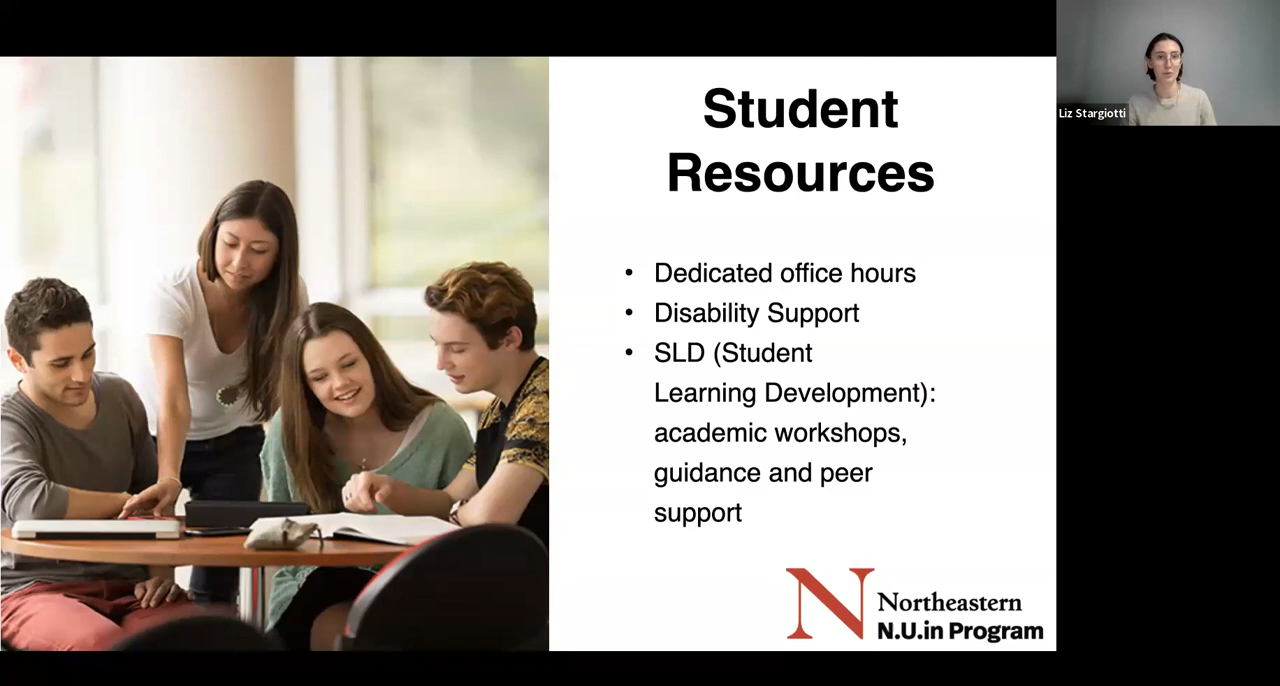 Student
Resources
• Dedicated office hours
• Disability Support
• SLD (Student
Learning Development):
academic workshops,
guidance and peer
support
N Northeastern
N.U.in Program
Liz Stargiotti